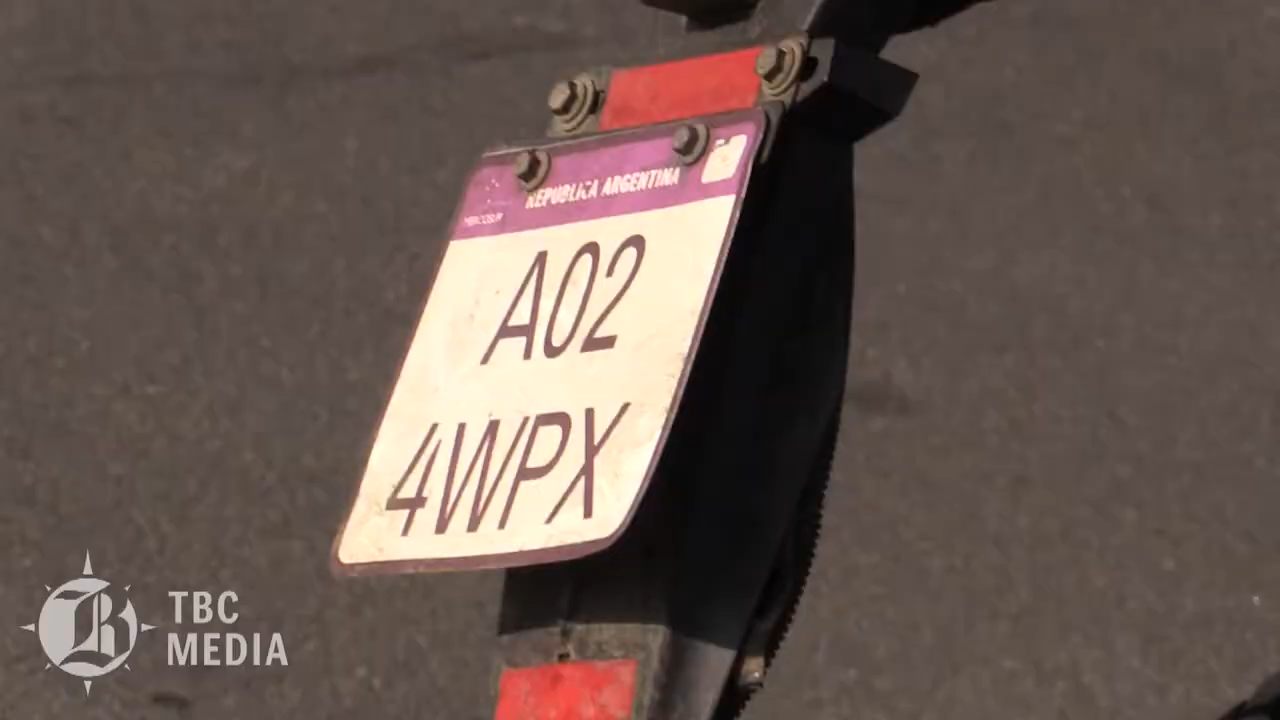 REPUBLICA ARGENTINA
MERCOSUR
A02
4WPX
TBC
MEDIA